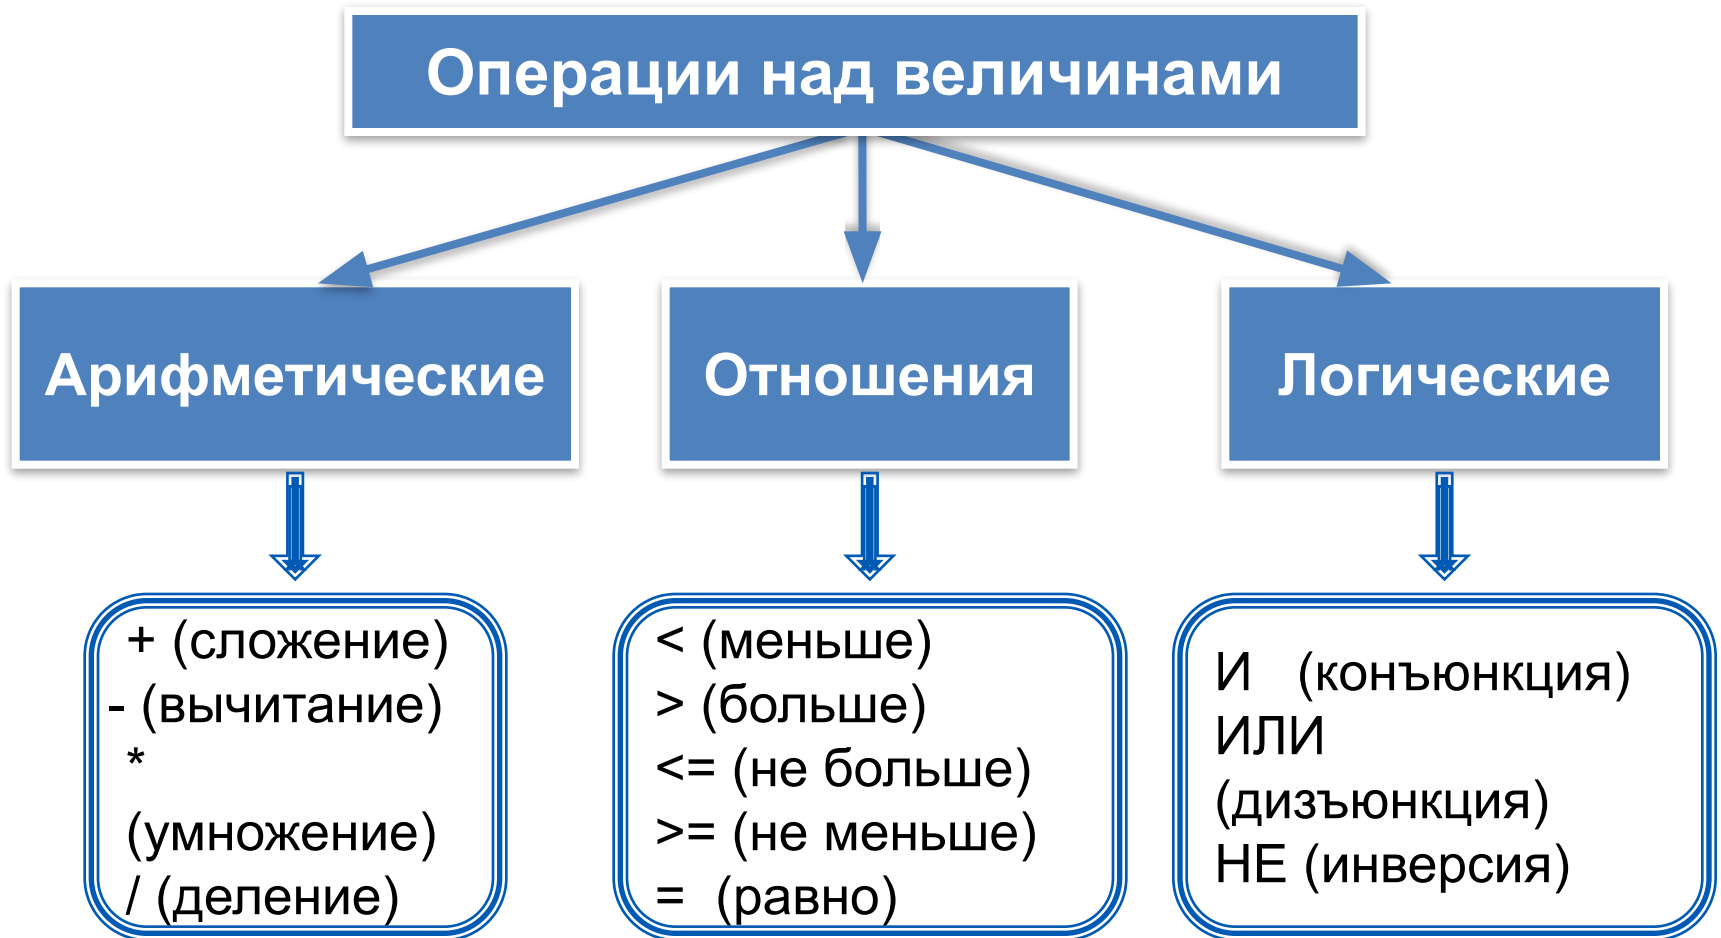 Операции над величинами
Арифметические
Отношения
Логические
+ (сложение)
- (вычитание)
*
(умножение)
/ (деление)
< (меньше)
> (больше)
<= (не больше)
>= (не меньше)
= (равно)
И (конъюнкция)
ИЛИ
(дизъюнкция)
НЕ (инверсия)